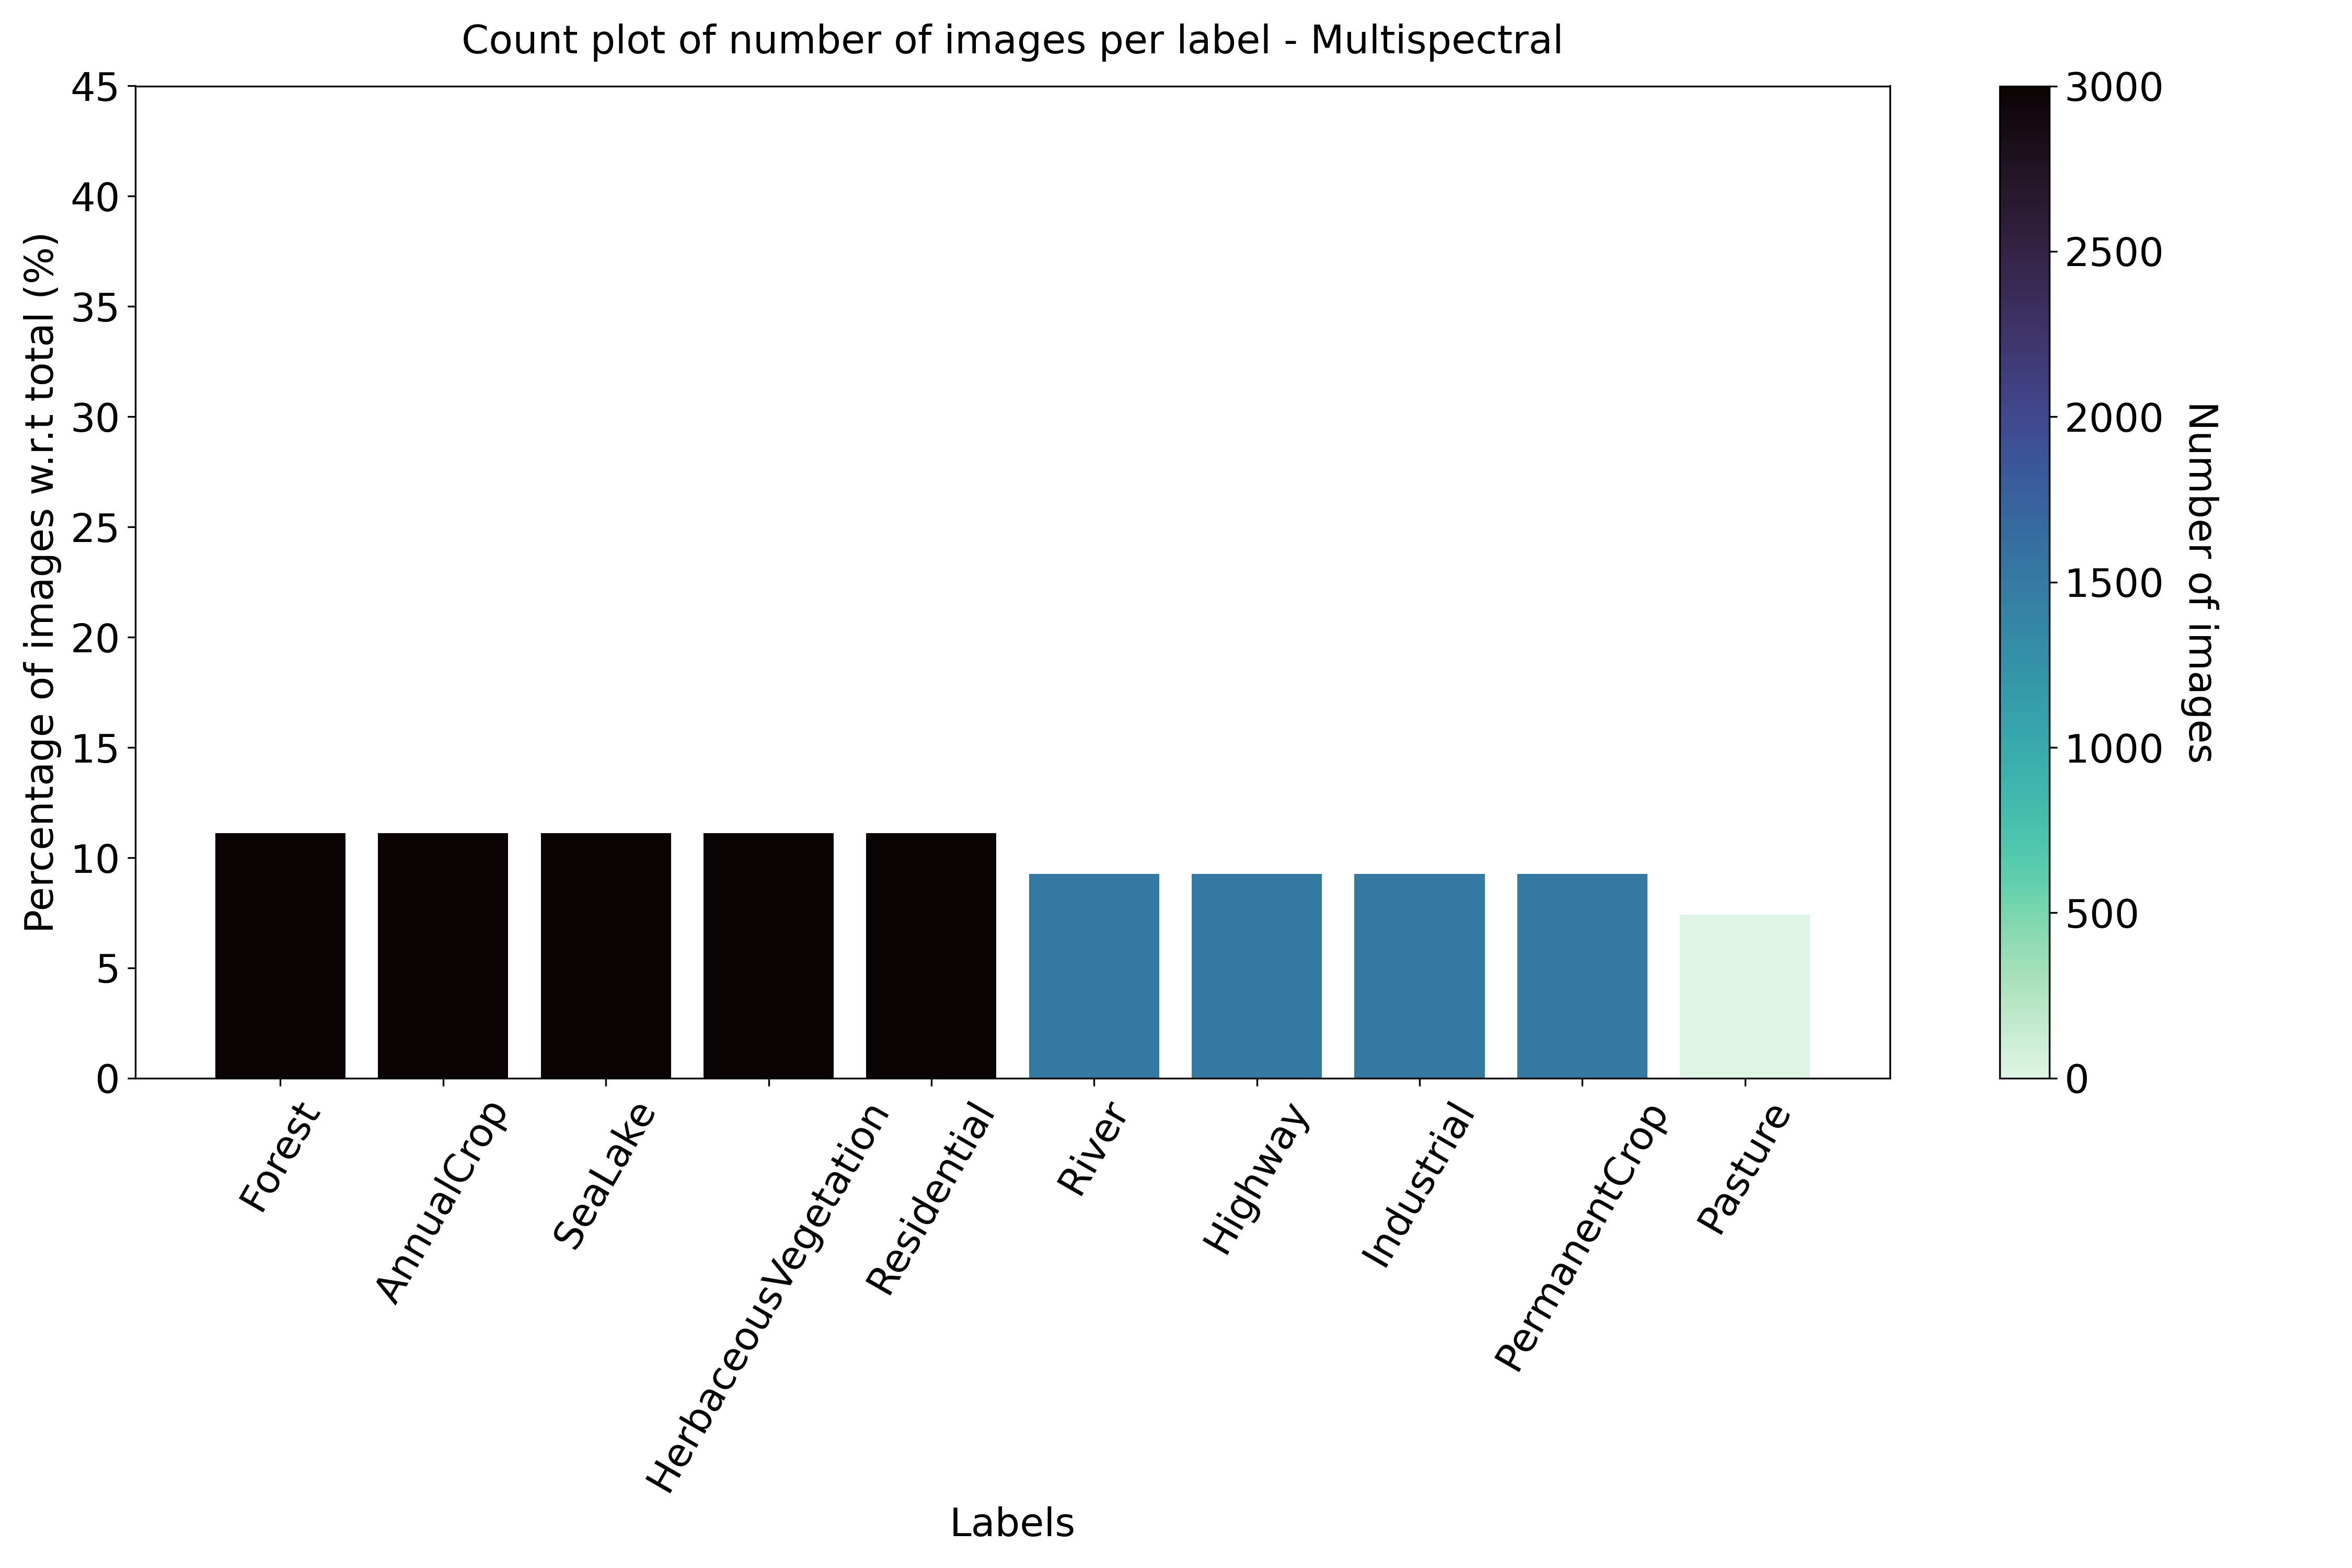 Count plot of number of images per label - Multispectral
Percentage of images w.r.t total (%)
45
40
35
30
25
20
15
10
5
0
Forest
AnnualCrop
SeaLake
HerbaceousVegetation
Residential
River
Highway
Industrial
PermanentCrop
Pasture
Labels
3000
2500
2000
1500
1000
500
0
Number of images